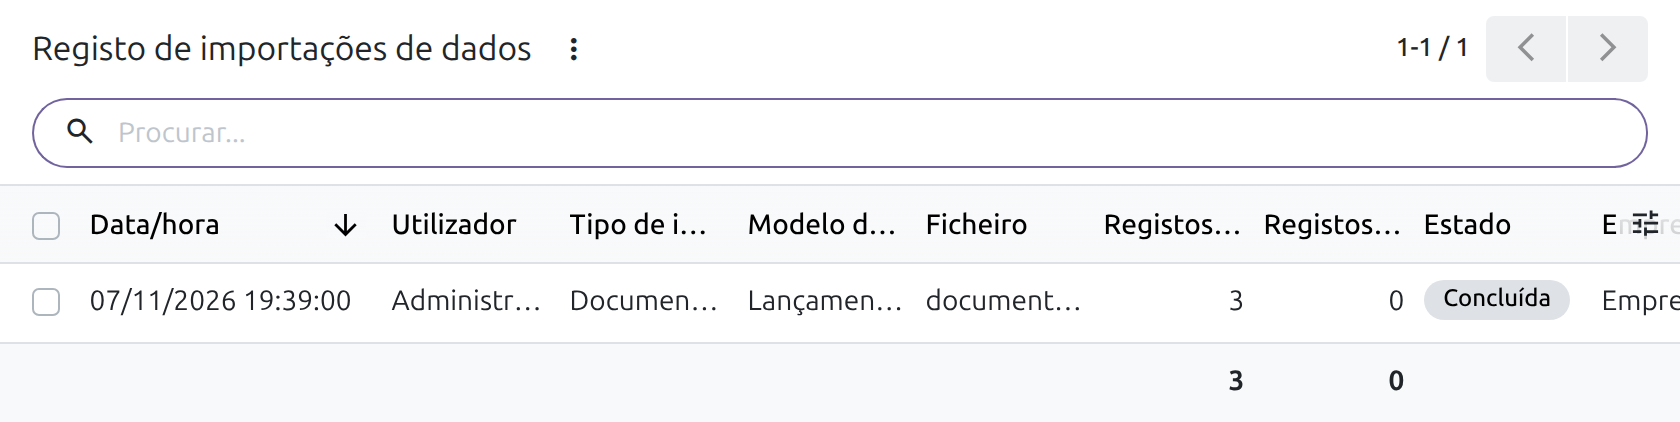 Registo de importações de dados
1-1 / 1
Procurar...
Data/hora Utilizador Tipo de i... Modelo d... Ficheiro Registos... Registos... Estado Empre
07/11/2026 19:39:00 Administr... Documen... Lançamen... document... 3 0 Concluída Empre
3 0